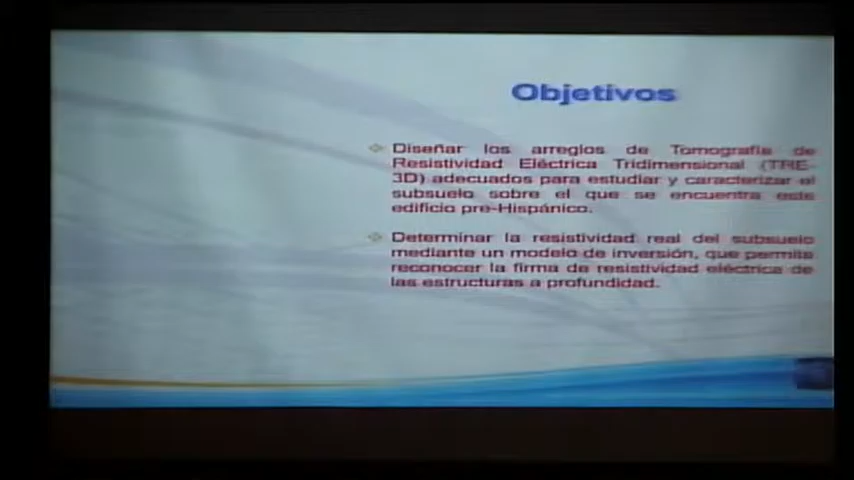 Objetivos
Diseñar los arreglos de Tomografía de
Resistividad Eléctrica Tridimensional (TRE-
3D) adecuados para estudiar y caracterizar el
subsuelo sobre el que se encuentra este
edificio pre-Hispánico.
Determinar la resistividad real del subsuelo
mediante un modelo de inversión, que permita
reconocer la firma de resistividad eléctrica de
las estructuras a profundidad.